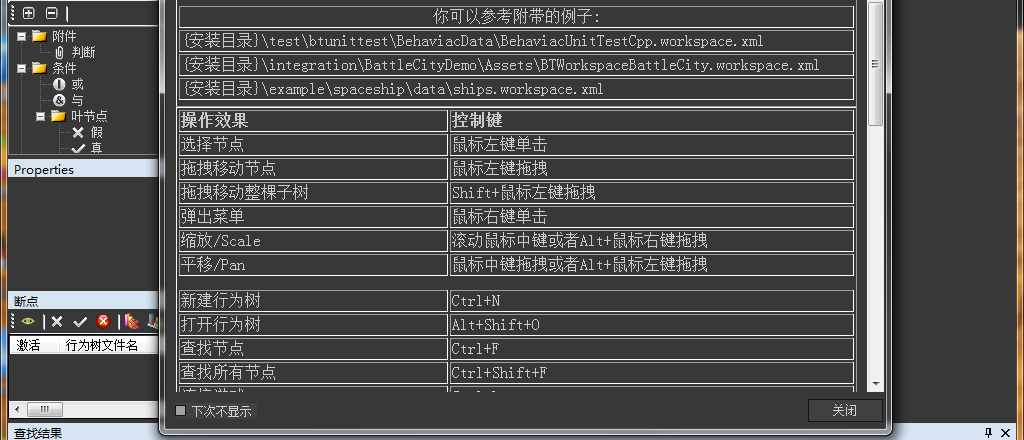 附件
判断
条件
或
与
叶节点
假
真
Properties
断点
激活 行为树文件名
查找结果
你可以参考附带的例子:
{安装目录}\test\btunittest\BehaviacData\BehaviacUnitTestCpp.workspace.xml
{安装目录}\integration\BattleCityDemo\Assets\BTWorkspaceBattleCity.workspace.xml
{安装目录}\example\spaceship\data\ships.workspace.xml
操作效果 控制键
选择节点 鼠标左键单击
拖拽移动节点 鼠标左键拖拽
拖拽移动整棵子树 Shift+鼠标左键拖拽
弹出菜单 鼠标右键单击
缩放/Scale 滚动鼠标中键或者Alt+鼠标右键拖拽
平移/Pan 鼠标中键拖拽或者Alt+鼠标左键拖拽
新建行为树 Ctrl+N
打开行为树 Alt+Shift+O
查找节点 Ctrl+F
查找所有节点 Ctrl+Shift+F
下次不显示
关闭